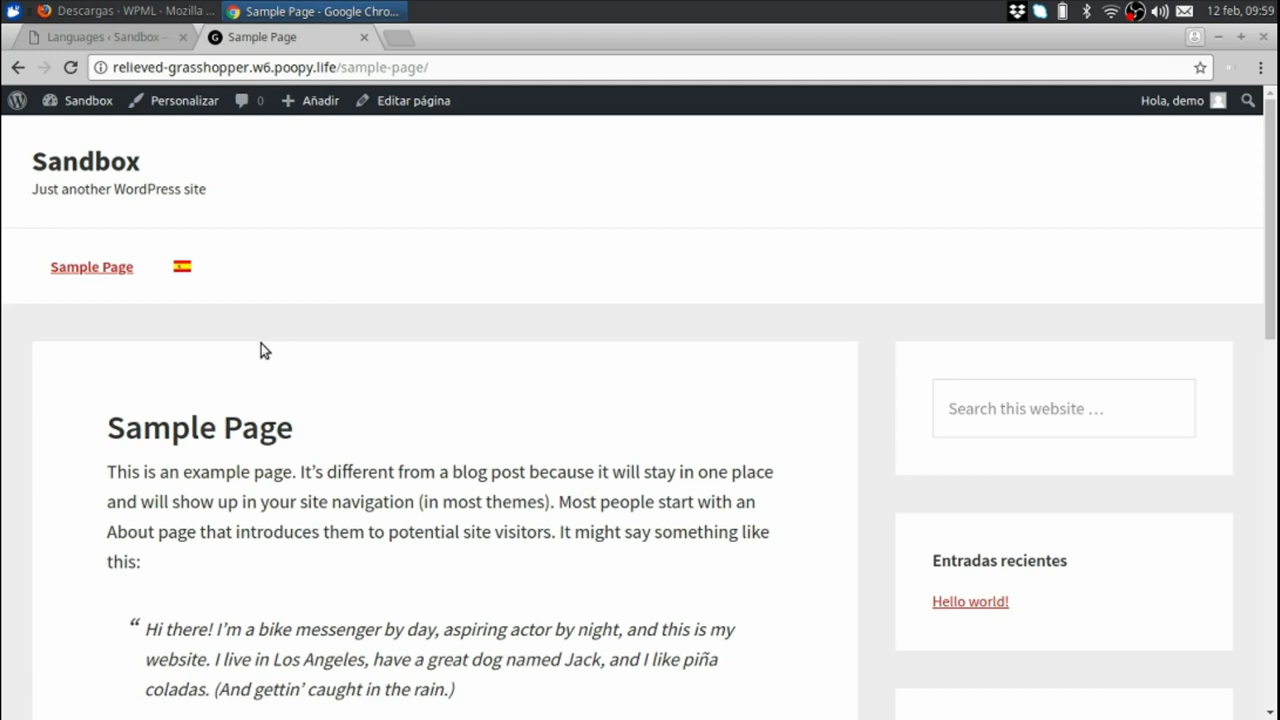 Descargas - WPML - Mozilla ...
Sample Page - Google Chro...
12 feb, 09:59
Languages ‹ Sandbox –
Sample Page
relieved-grasshopper.w6.poopy.life/sample-page/
Sandbox
Personalizar
0
Añadir
Editar página
Hola, demo
Sandbox
Just another WordPress site
Sample Page
Sample Page
This is an example page. It’s different from a blog post because it will stay in one place
and will show up in your site navigation (in most themes). Most people start with an
About page that introduces them to potential site visitors. It might say something like
this:
“ Hi there! I’m a bike messenger by day, aspiring actor by night, and this is my
website. I live in Los Angeles, have a great dog named Jack, and I like piña
coladas. (And gettin’ caught in the rain.)
Search this website …
Entradas recientes
Hello world!